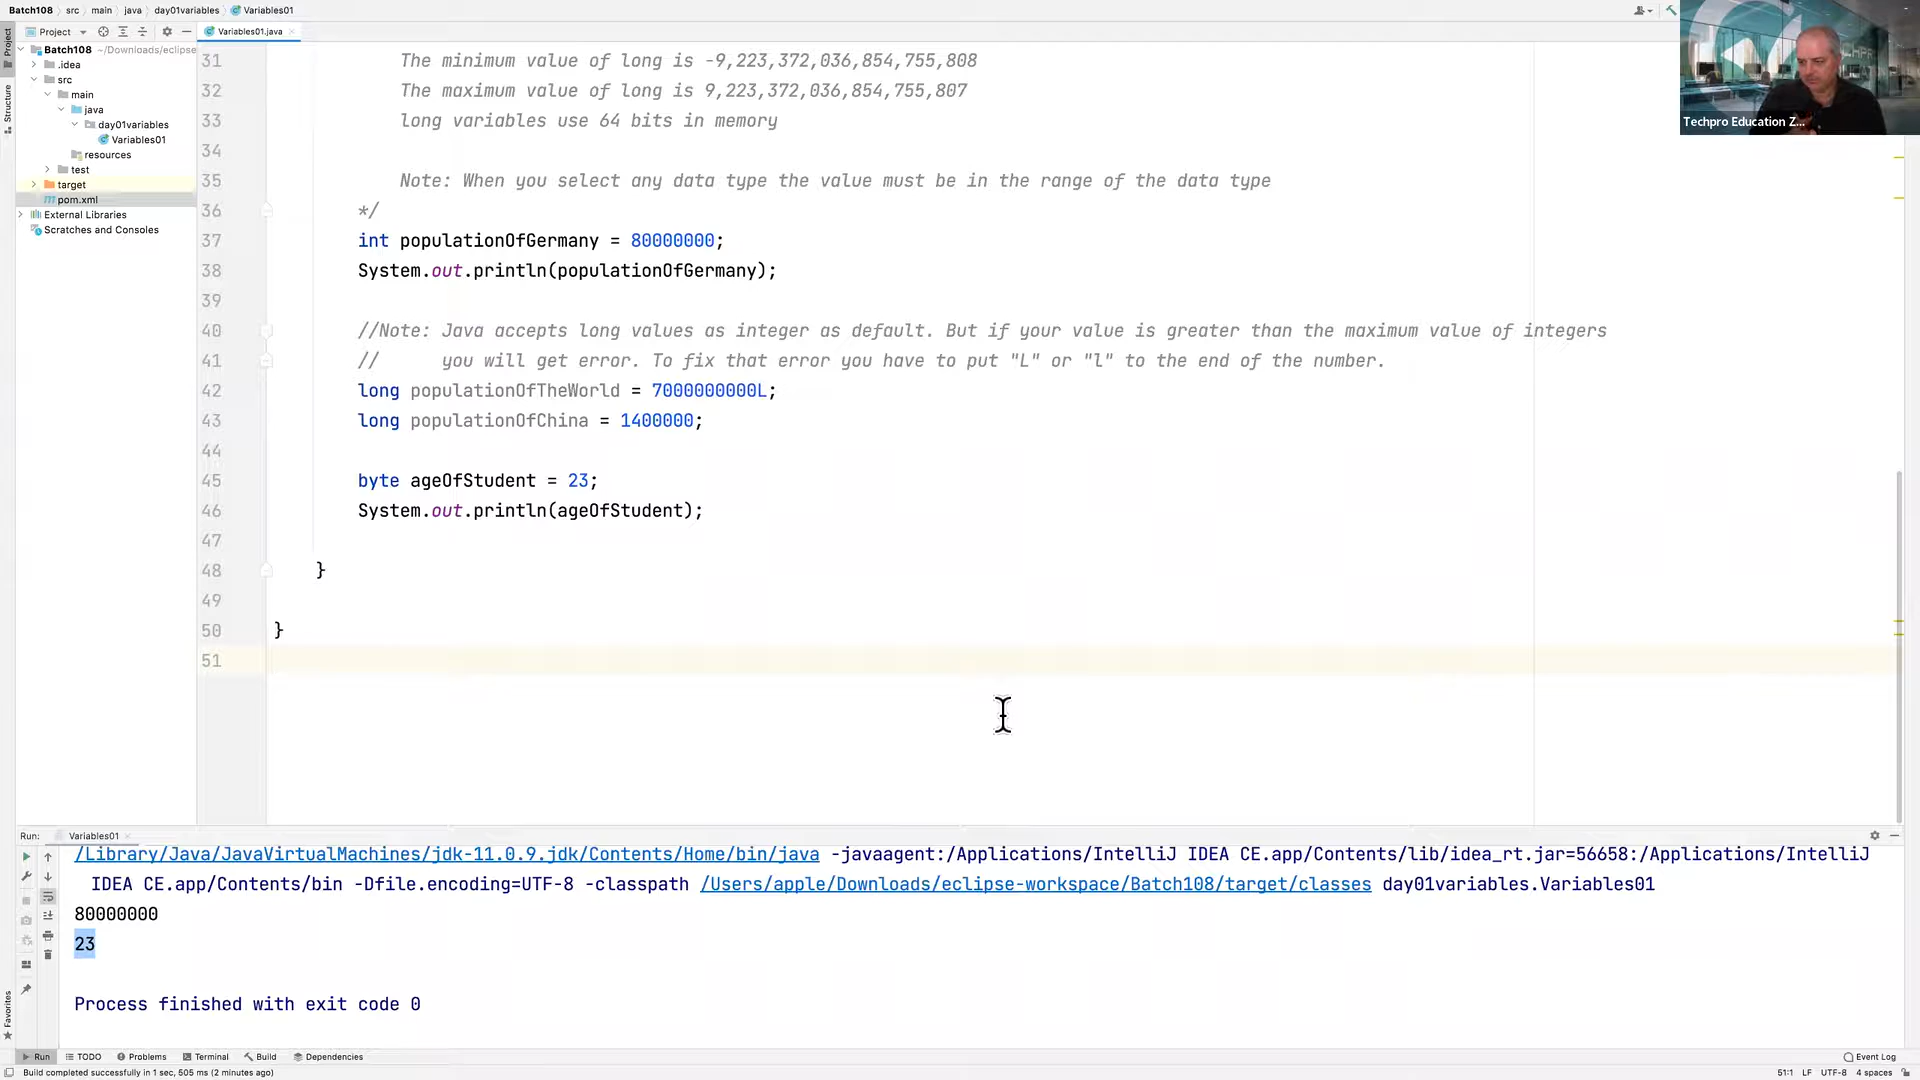 Batch108 src main java day01variables Variables01
Project
Variables01.java
Project
Structure
Batch108 ~/Downloads/eclipse
.idea
src
main
java
day01variables
Variables01
resources
test
target
pom.xml
External Libraries
Scratches and Consoles
31 The minimum value of long is -9,223,372,036,854,755,808
32 The maximum value of long is 9,223,372,036,854,755,807
33 long variables use 64 bits in memory
34
35 Note: When you select any data type the value must be in the range of the data type
36 */
37 int populationOfGermany = 80000000;
38 System.out.println(populationOfGermany);
39
40 //Note: Java accepts long values as integer as default. But if your value is greater than the maximum value of integers
41 // you will get error. To fix that error you have to put "L" or "l" to the end of the number.
42 long populationOfTheWorld = 7000000000L;
43 long populationOfChina = 1400000;
44
45 byte ageOfStudent = 23;
46 System.out.println(ageOfStudent);
47
48 }
49
50 }
51
Techpro Education Z...
Run: Variables01
/Library/Java/JavaVirtualMachines/jdk-11.0.9.jdk/Contents/Home/bin/java -javaagent:/Applications/IntelliJ IDEA CE.app/Contents/lib/idea_rt.jar=56658:/Applications/IntelliJ
IDEA CE.app/Contents/bin -Dfile.encoding=UTF-8 -classpath /Users/apple/Downloads/eclipse-workspace/Batch108/target/classes day01variables.Variables01
80000000
23
Process finished with exit code 0
Favorites
Run TODO Problems Terminal Build Dependencies
Event Log
Build completed successfully in 1 sec, 505 ms (2 minutes ago)
51:1 LF UTF-8 4 spaces